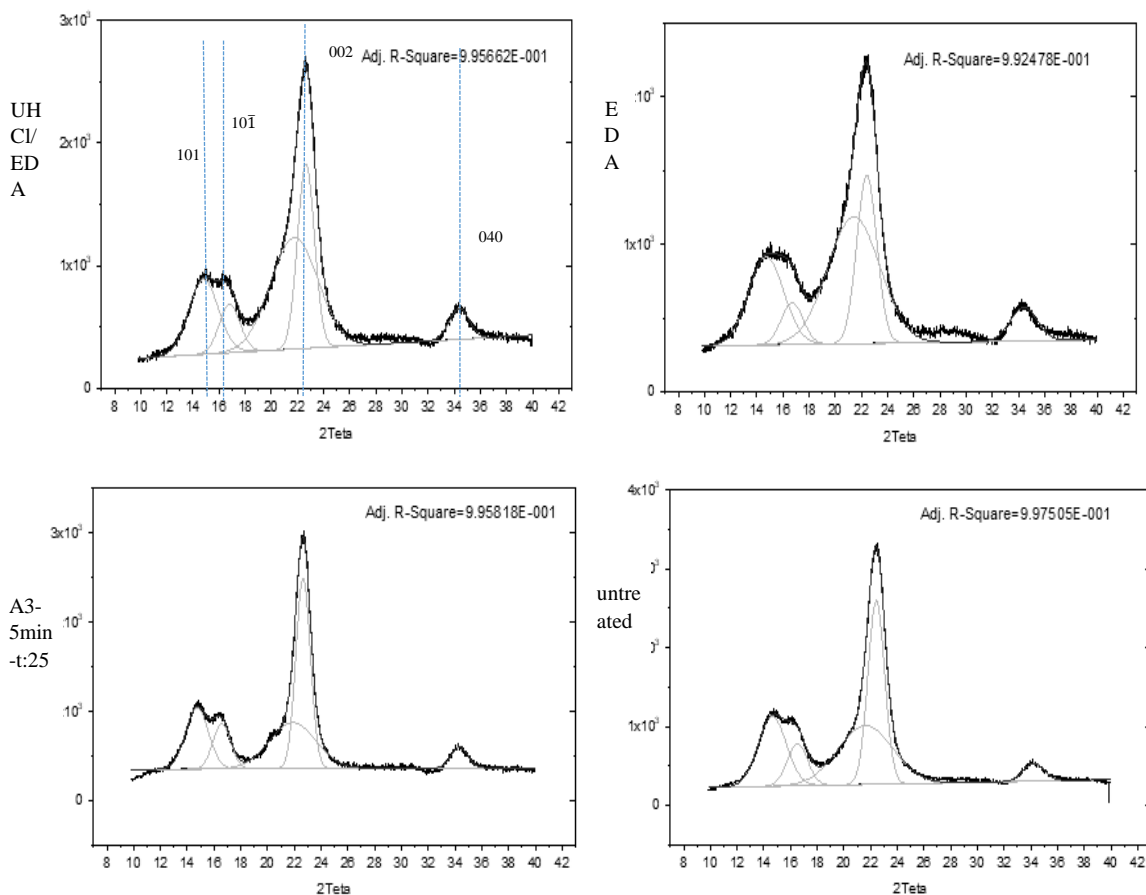 3x10³
002
Adj. R-Square=9.95662E-001
UH
Cl/
ED
A
101̅
101
2x10³
040
1x10³
0
8 10 12 14 16 18 20 22 24 26 28 30 32 34 36 38 40 42
2Teta
Adj. R-Square=9.92478E-001
E
D
A
x10³
1x10³
0
8 10 12 14 16 18 20 22 24 26 28 30 32 34 36 38 40 42
2Teta
Adj. R-Square=9.95818E-001
3x10³
A3-
5min
-t:25
x10³
x10³
0
8 10 12 14 16 18 20 22 24 26 28 30 32 34 36 38 40 42
2Teta
4x10³
Adj. R-Square=9.97505E-001
untre
ated
x10³
0³
1x10³
0
8 10 12 14 16 18 20 22 24 26 28 30 32 34 36 38 40 42
2Teta